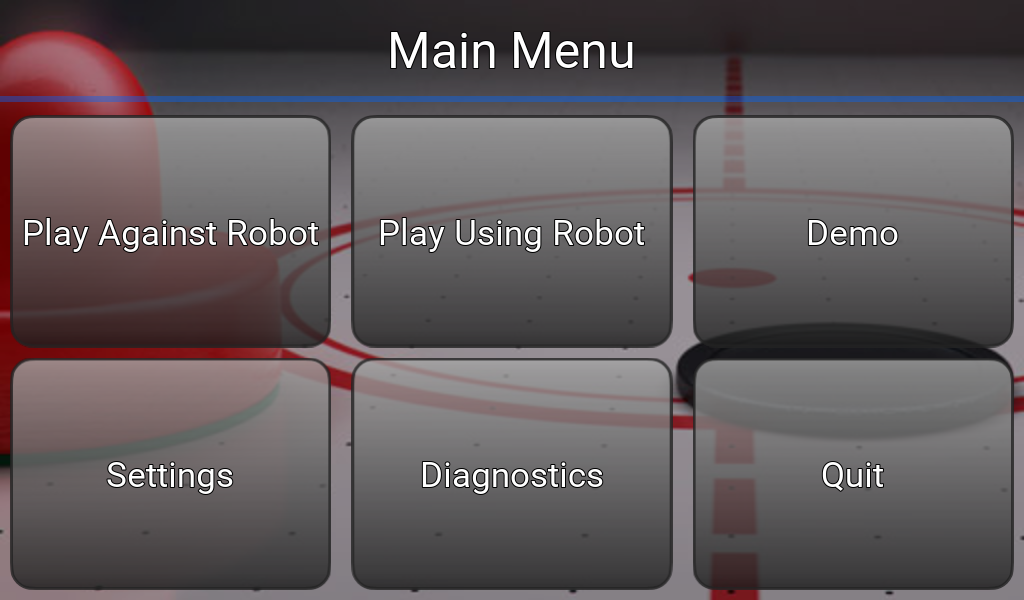 Main Menu
Play Against Robot
Play Using Robot
Demo
Settings
Diagnostics
Quit